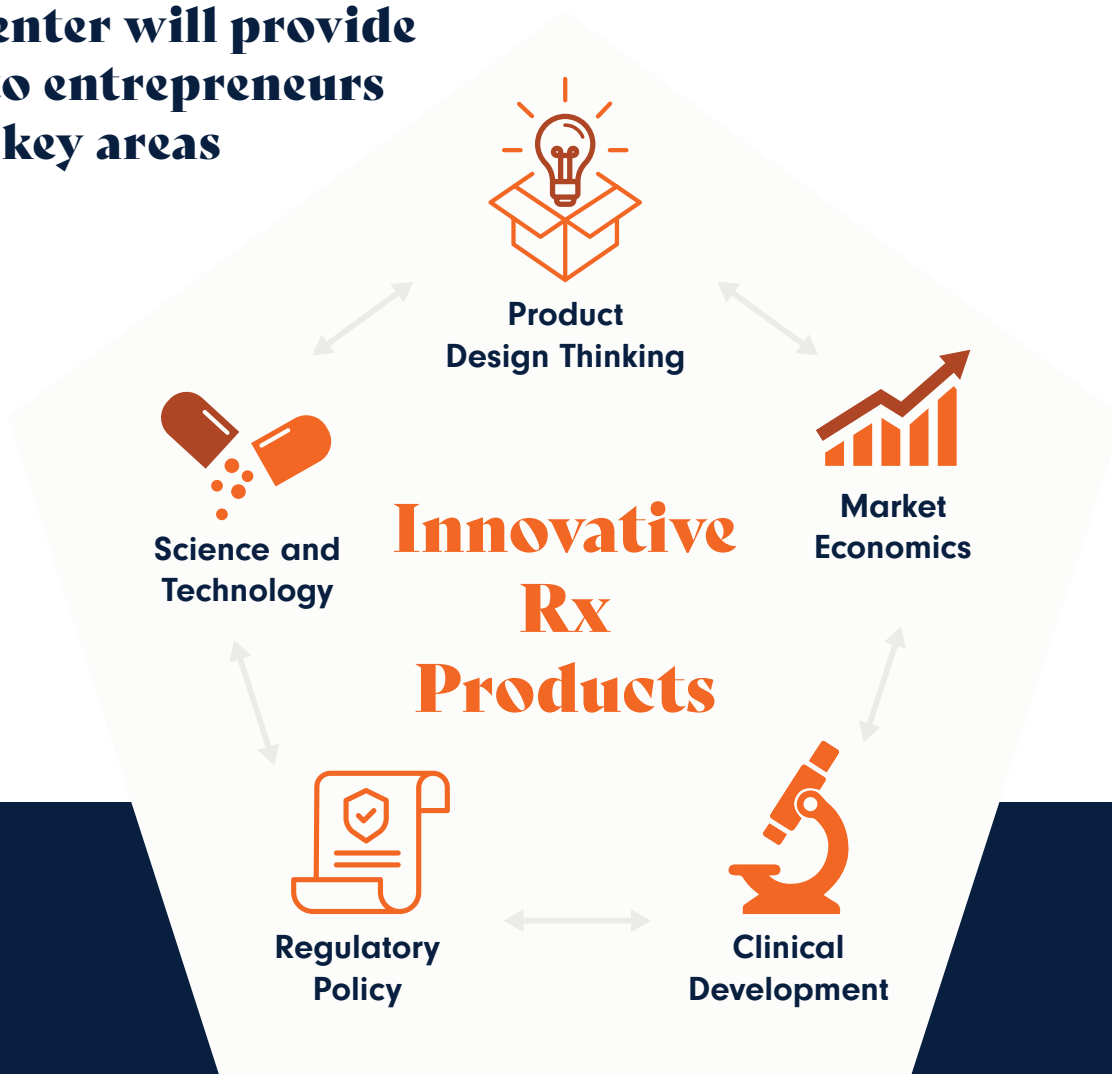 enter will provide
to entrepreneurs
key areas
Product
Design Thinking
Market
Economics
Science and
Technology
Innovative
Rx
Products
Regulatory
Policy
Clinical
Development